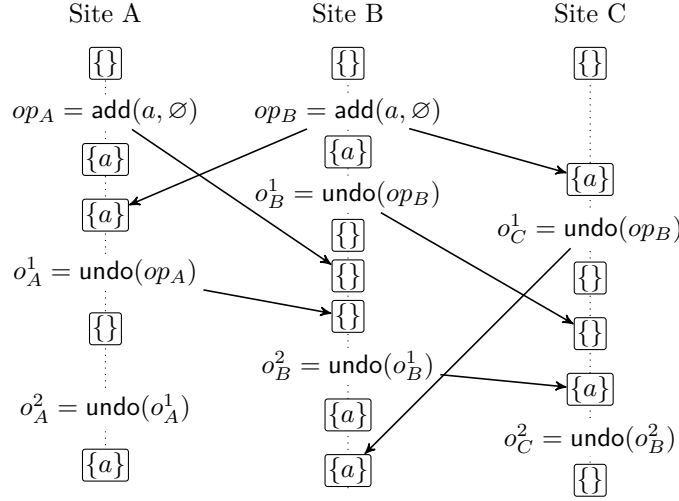 Site A Site B Site C
{} {} {}
op_A = add(a, ∅) op_B = add(a, ∅)
{a} {a}
{a}
o_B^1 = undo(op_B)
{a} o_C^1 = undo(op_B)
{}
o_A^1 = undo(op_A) {} {}
{} {} {}
o_B^2 = undo(o_B^1) {a}
o_A^2 = undo(o_A^1) {a}
o_C^2 = undo(o_B^2)
{a} {a} {}